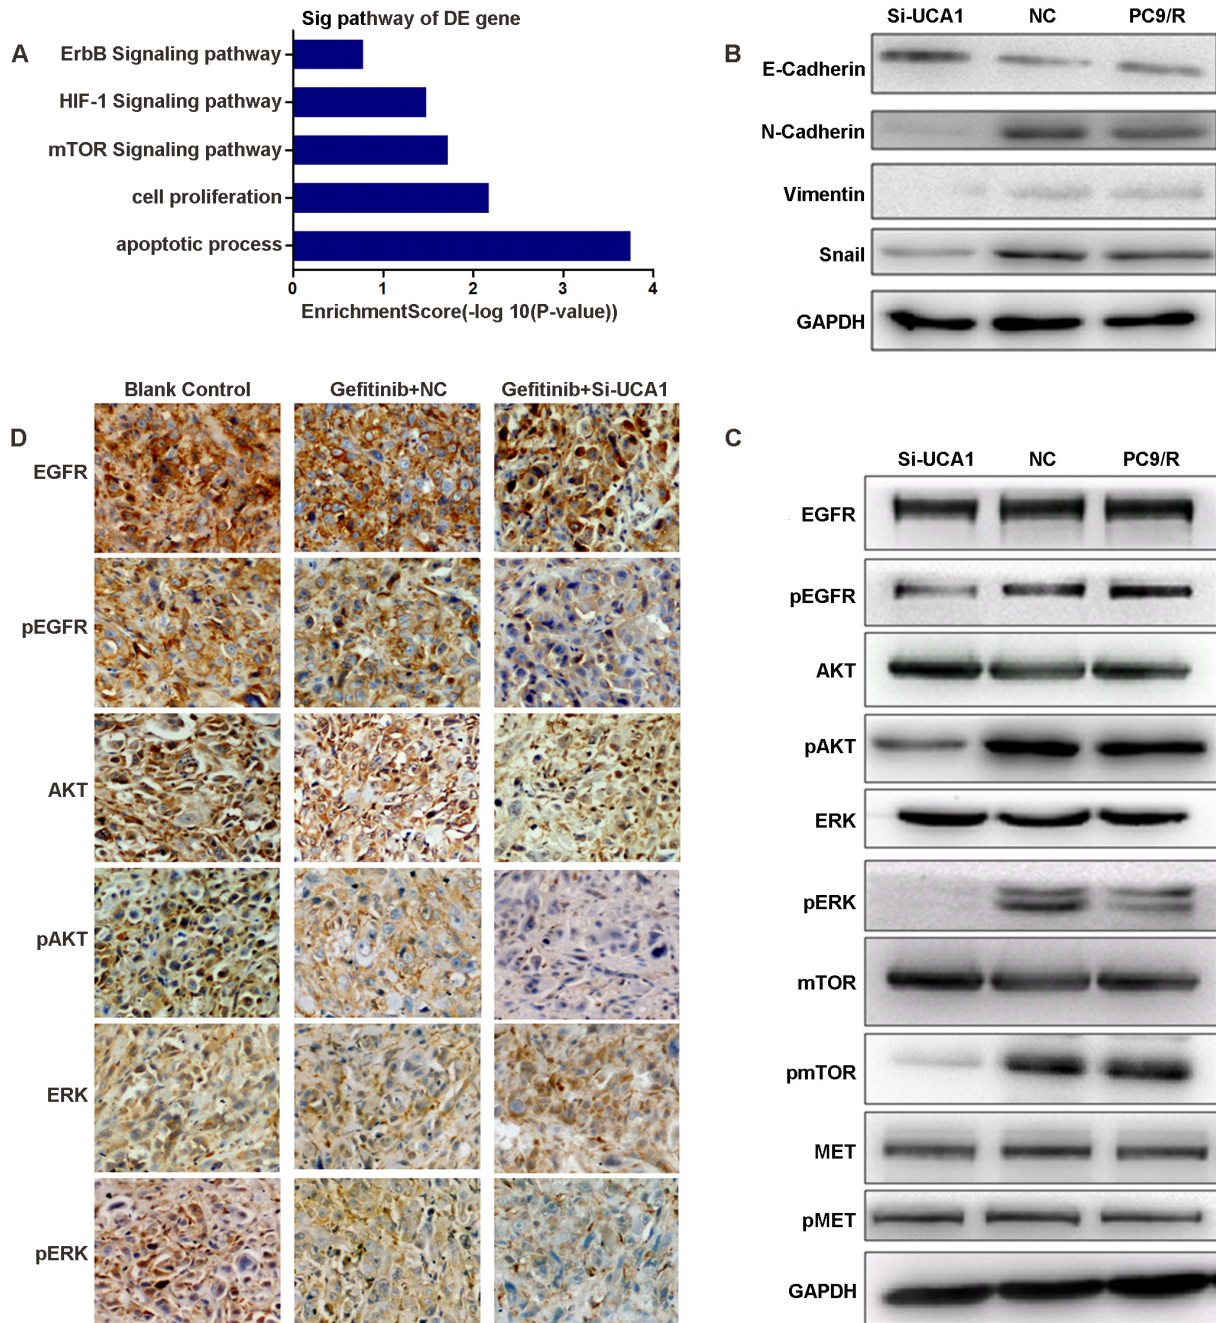 A
Sig pathway of DE gene
ErbB Signaling pathway
HIF-1 Signaling pathway
mTOR Signaling pathway
cell proliferation
apoptotic process
0 1 2 3 4
EnrichmentScore(-log 10(P-value))
B
Si-UCA1 NC PC9/R
E-Cadherin
N-Cadherin
Vimentin
Snail
GAPDH
D
Blank Control Gefitinib+NC Gefitinib+Si-UCA1
EGFR
pEGFR
AKT
pAKT
ERK
pERK
C
Si-UCA1 NC PC9/R
EGFR
pEGFR
AKT
pAKT
ERK
pERK
mTOR
pmTOR
MET
pMET
GAPDH